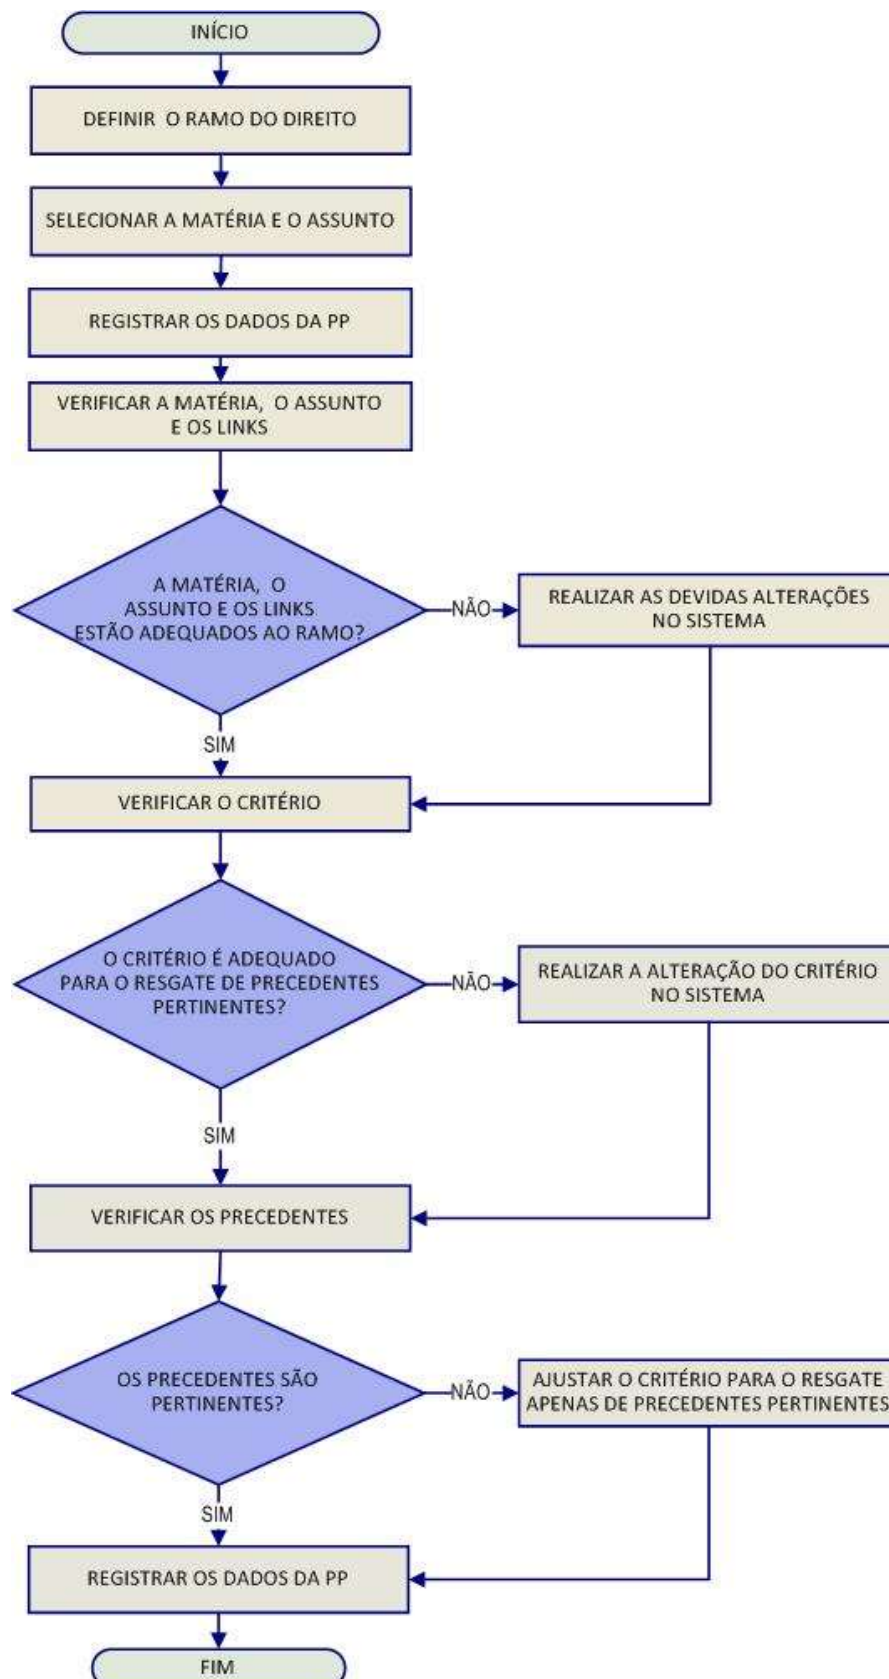 INÍCIO
DEFINIR O RAMO DO DIREITO
SELECIONAR A MATÉRIA E O ASSUNTO
REGISTRAR OS DADOS DA PP
VERIFICAR A MATÉRIA, O ASSUNTO
E OS LINKS
A MATÉRIA, O
ASSUNTO E OS LINKS
ESTÃO ADEQUADOS AO RAMO?
NÃO
REALIZAR AS DEVIDAS ALTERAÇÕES
NO SISTEMA
SIM
VERIFICAR O CRITÉRIO
O CRITÉRIO É ADEQUADO
PARA O RESGATE DE PRECEDENTES
PERTINENTES?
NÃO
REALIZAR A ALTERAÇÃO DO CRITÉRIO
NO SISTEMA
SIM
VERIFICAR OS PRECEDENTES
OS PRECEDENTES SÃO
PERTINENTES?
NÃO
AJUSTAR O CRITÉRIO PARA O RESGATE
APENAS DE PRECEDENTES PERTINENTES
SIM
REGISTRAR OS DADOS DA PP
FIM